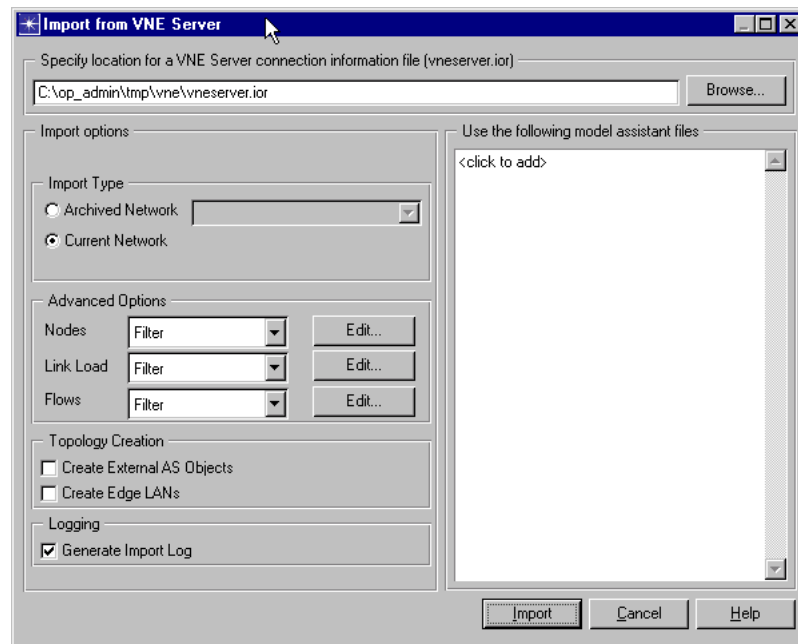 Import from VNE Server
Specify location for a VNE Server connection information file (vneserver.ior)
C:\op_admin\tmp\vne\vneserver.ior
Browse...
Import options
Import Type
Archived Network
Current Network
Advanced Options
Nodes Filter Edit...
Link Load Filter Edit...
Flows Filter Edit...
Topology Creation
Create External AS Objects
Create Edge LANs
Logging
Generate Import Log
Use the following model assistant files
<click to add>
Import Cancel Help